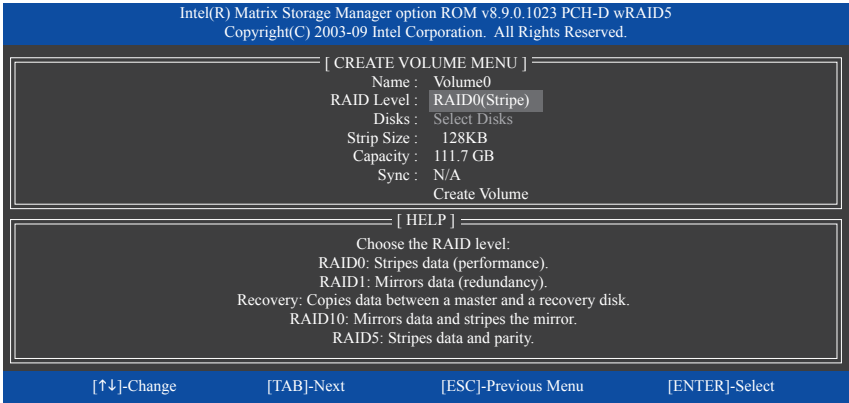 Intel(R) Matrix Storage Manager option ROM v8.9.0.1023 PCH-D wRAID5
Copyright(C) 2003-09 Intel Corporation.  All Rights Reserved.
[ CREATE VOLUME MENU ]
Name : Volume0
RAID Level : RAID0(Stripe)
Disks : Select Disks
Strip Size : 128KB
Capacity : 111.7 GB
Sync : N/A
Create Volume
[ HELP ]
Choose the RAID level:
RAID0: Stripes data (performance).
RAID1: Mirrors data (redundancy).
Recovery: Copies data between a master and a recovery disk.
RAID10: Mirrors data and stripes the mirror.
RAID5: Stripes data and parity.
[↑↓]-Change [TAB]-Next [ESC]-Previous Menu [ENTER]-Select